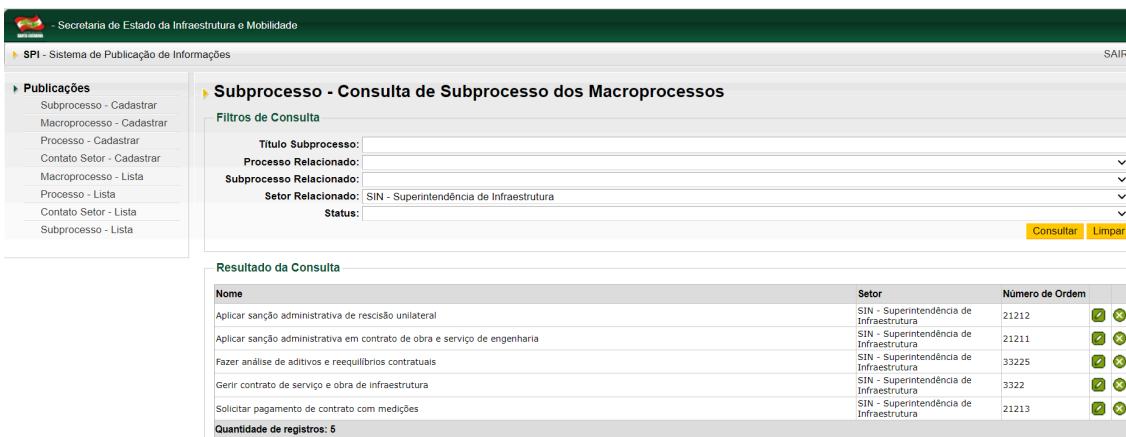 - Secretaria de Estado da Infraestrutura e Mobilidade
SPI - Sistema de Publicação de Informações
SAIR
Publicações
Subprocesso - Cadastrar
Macroprocesso - Cadastrar
Processo - Cadastrar
Contato Setor - Cadastrar
Macroprocesso - Lista
Processo - Lista
Contato Setor - Lista
Subprocesso - Lista
Subprocesso - Consulta de Subprocesso dos Macroprocessos
Filtros de Consulta
Título Subprocesso:
Processo Relacionado:
Subprocesso Relacionado:
Setor Relacionado: SIN - Superintendência de Infraestrutura
Status:
Consultar Limpar
Resultado da Consulta
Nome Setor Número de Ordem
Aplicar sanção administrativa de rescisão unilateral SIN - Superintendência de Infraestrutura 21212
Aplicar sanção administrativa em contrato de obra e serviço de engenharia SIN - Superintendência de Infraestrutura 21211
Fazer análise de aditivos e reequilíbrios contratuais SIN - Superintendência de Infraestrutura 33225
Gerir contrato de serviço e obra de infraestrutura SIN - Superintendência de Infraestrutura 3322
Solicitar pagamento de contrato com medições SIN - Superintendência de Infraestrutura 21213
Quantidade de registros: 5